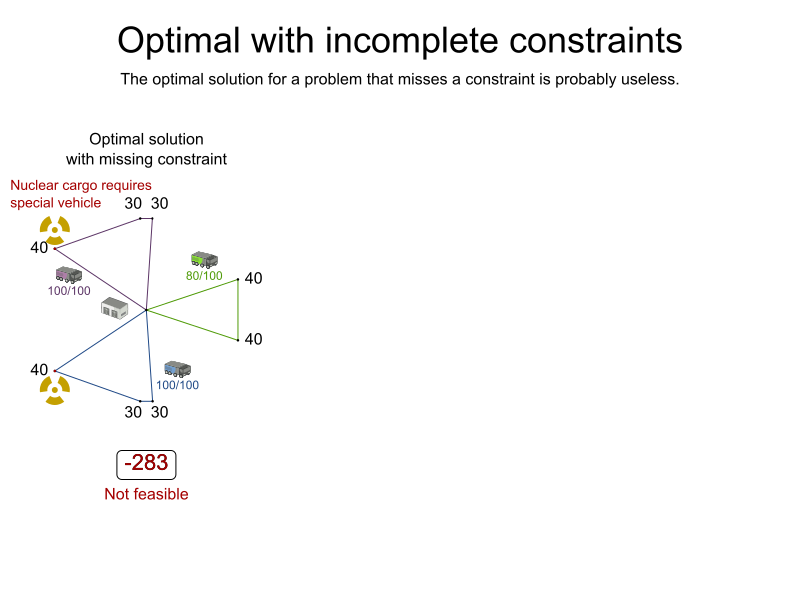 Optimal with incomplete constraints
The optimal solution for a problem that misses a constraint is probably useless.
Optimal solution
with missing constraint
Nuclear cargo requires
special vehicle
30 30
40
80/100
40
100/100
40
40
100/100
30 30
-283
Not feasible